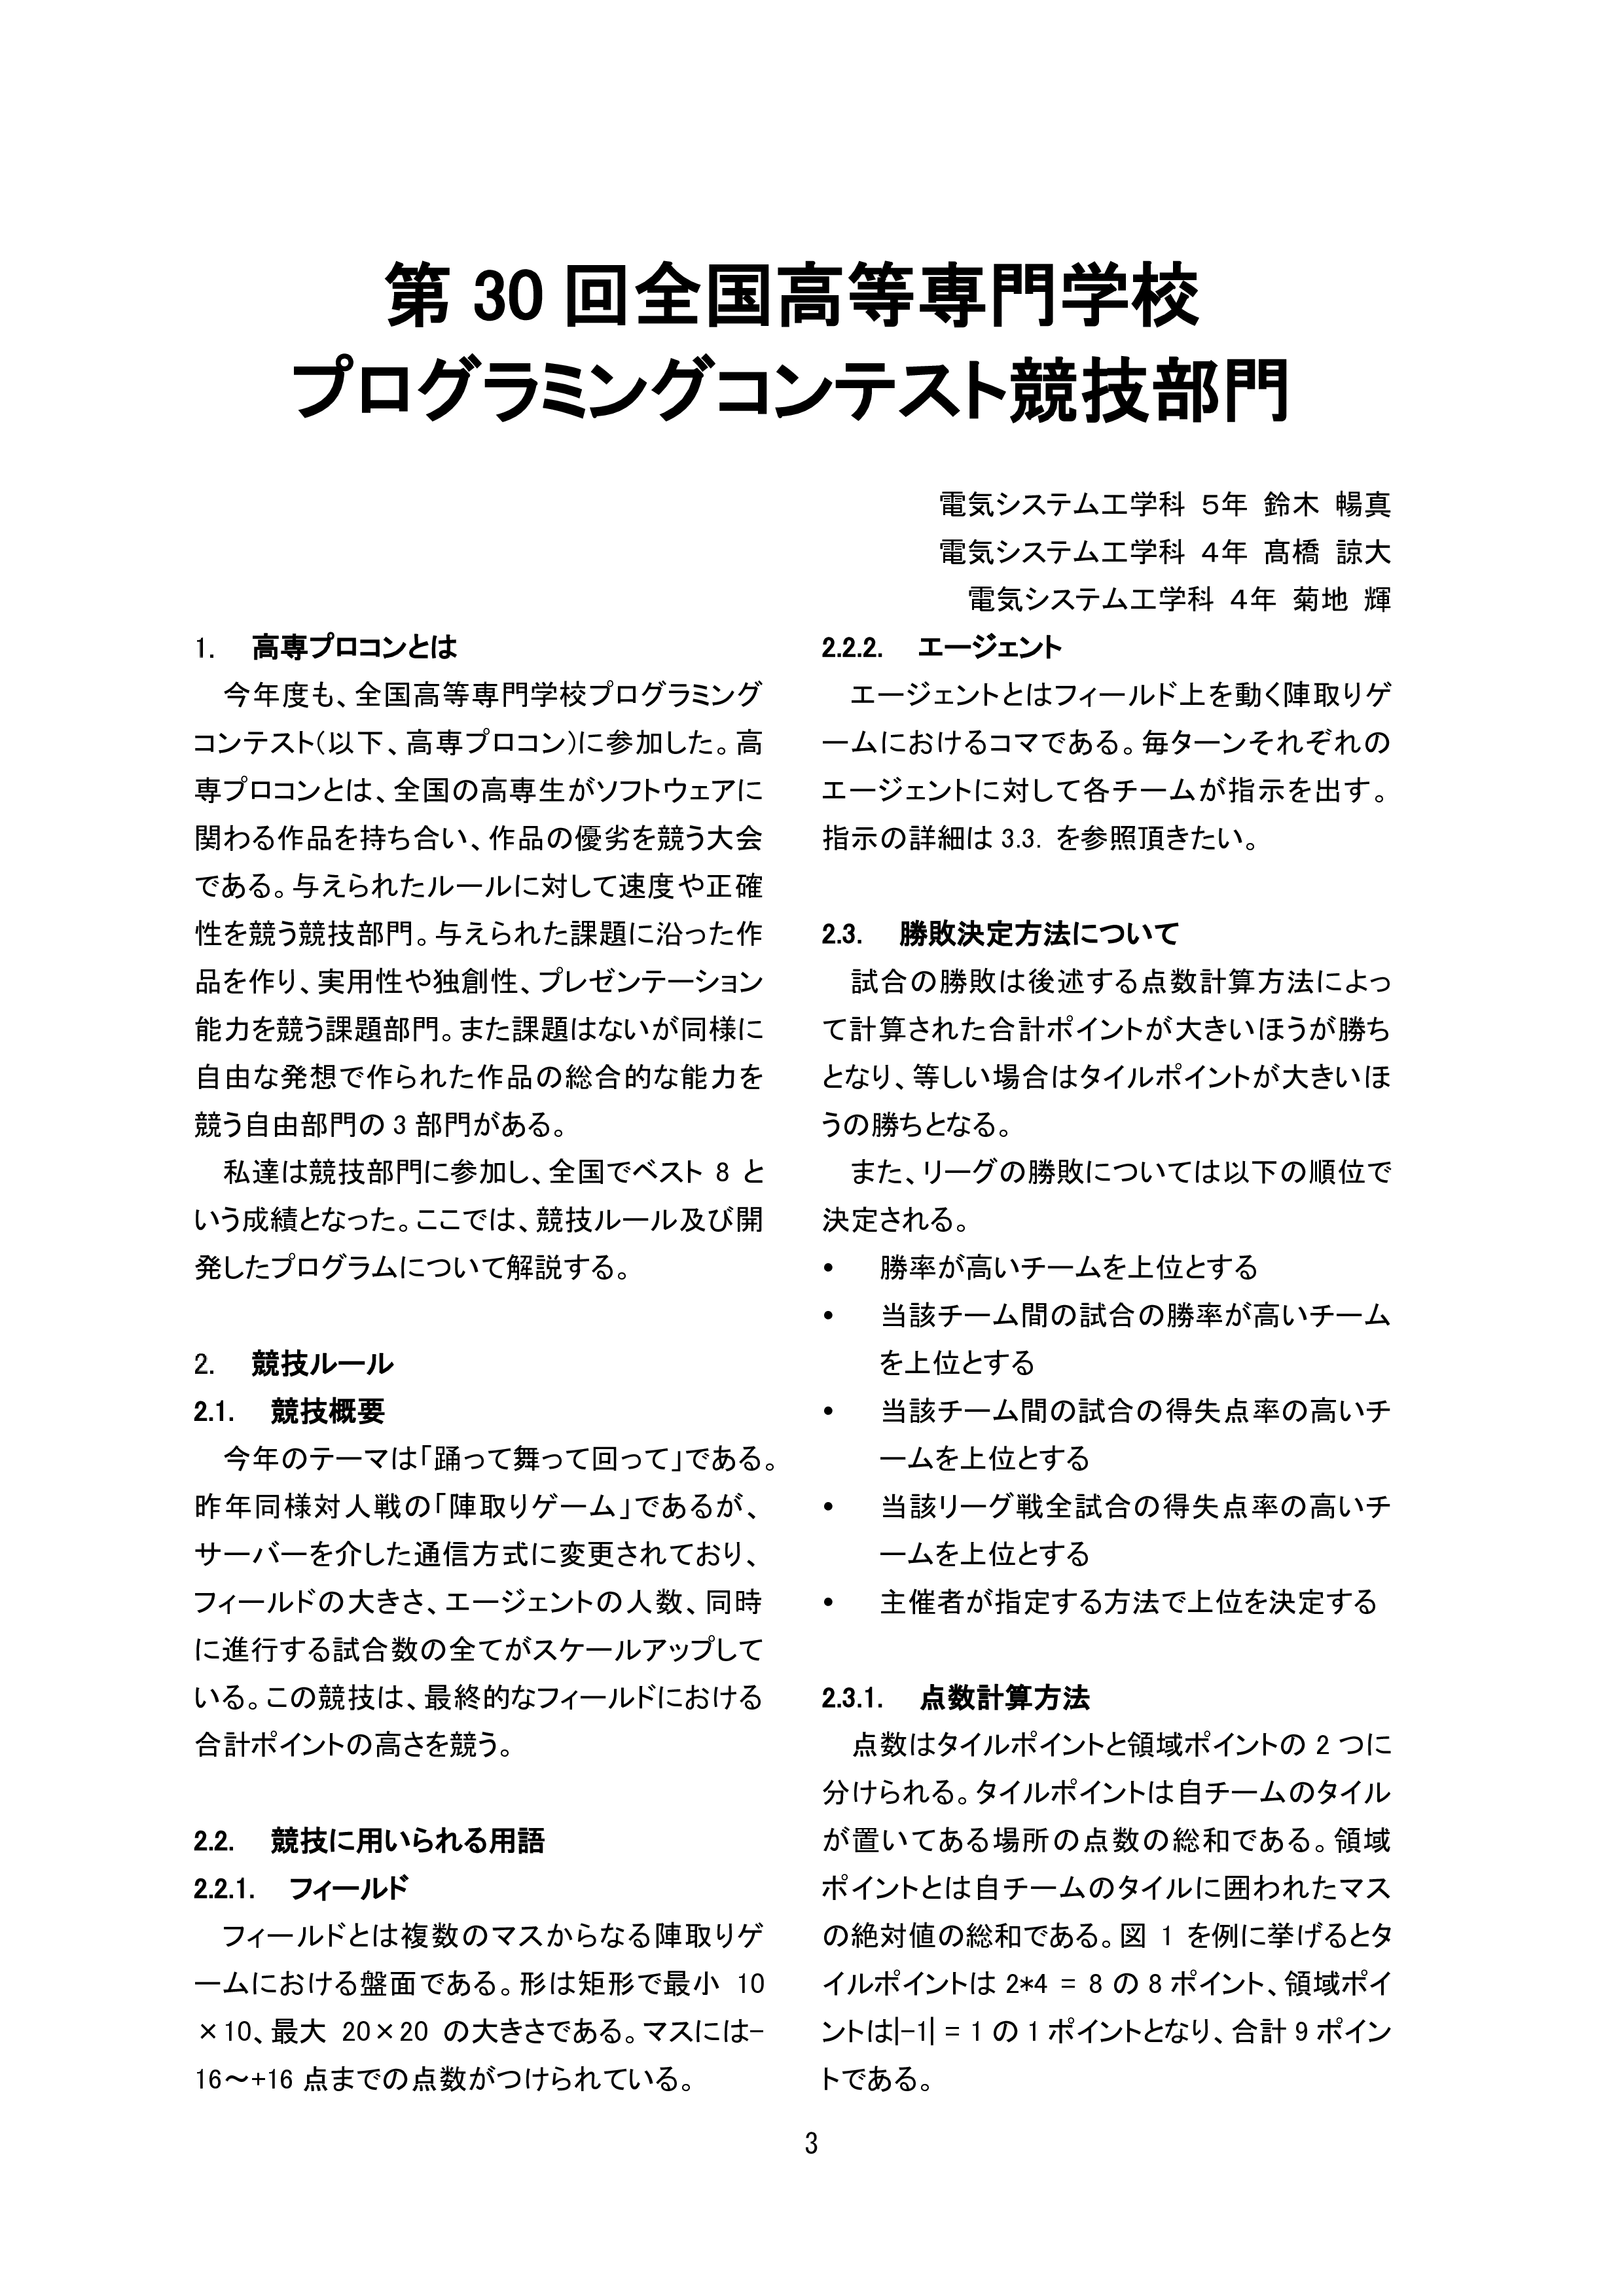 第 30 回全国高等専門学校
プログラミングコンテスト競技部門
電気システム工学科 5年 鈴木 暢真
電気システム工学科 4年 髙橋 諒大
電気システム工学科 4年 菊地 輝
1. 高専プロコンとは
今年度も、全国高等専門学校プログラミング
コンテスト(以下、高専プロコン)に参加した。高
専プロコンとは、全国の高専生がソフトウェアに
関わる作品を持ち合い、作品の優劣を競う大会
である。与えられたルールに対して速度や正確
性を競う競技部門。与えられた課題に沿った作
品を作り、実用性や独創性、プレゼンテーション
能力を競う課題部門。また課題はないが同様に
自由な発想で作られた作品の総合的な能力を
競う自由部門の 3 部門がある。
私達は競技部門に参加し、全国でベスト 8 と
いう成績となった。ここでは、競技ルール及び開
発したプログラムについて解説する。
2. 競技ルール
2.1. 競技概要
今年のテーマは「踊って舞って回って」である。
昨年同様対人戦の「陣取りゲーム」であるが、
サーバーを介した通信方式に変更されており、
フィールドの大きさ、エージェントの人数、同時
に進行する試合数の全てがスケールアップして
いる。この競技は、最終的なフィールドにおける
合計ポイントの高さを競う。
2.2. 競技に用いられる用語
2.2.1. フィールド
フィールドとは複数のマスからなる陣取りゲ
ームにおける盤面である。形は矩形で最小 10
×10、最大 20×20 の大きさである。マスには-
16～+16 点までの点数がつけられている。
2.2.2. エージェント
エージェントとはフィールド上を動く陣取りゲ
ームにおけるコマである。毎ターンそれぞれの
エージェントに対して各チームが指示を出す。
指示の詳細は 3.3. を参照頂きたい。
2.3. 勝敗決定方法について
試合の勝敗は後述する点数計算方法によっ
て計算された合計ポイントが大きいほうが勝ち
となり、等しい場合はタイルポイントが大きいほ
うの勝ちとなる。
また、リーグの勝敗については以下の順位で
決定される。
• 勝率が高いチームを上位とする
• 当該チーム間の試合の勝率が高いチーム
を上位とする
• 当該チーム間の試合の得失点率の高いチ
ームを上位とする
• 当該リーグ戦全試合の得失点率の高いチ
ームを上位とする
• 主催者が指定する方法で上位を決定する
2.3.1. 点数計算方法
点数はタイルポイントと領域ポイントの 2 つに
分けられる。タイルポイントは自チームのタイル
が置いてある場所の点数の総和である。領域
ポイントとは自チームのタイルに囲われたマス
の絶対値の総和である。図 1 を例に挙げるとタ
イルポイントは 2*4 = 8 の 8 ポイント、領域ポイ
ントは|-1| = 1 の 1 ポイントとなり、合計 9 ポイン
トである。
3